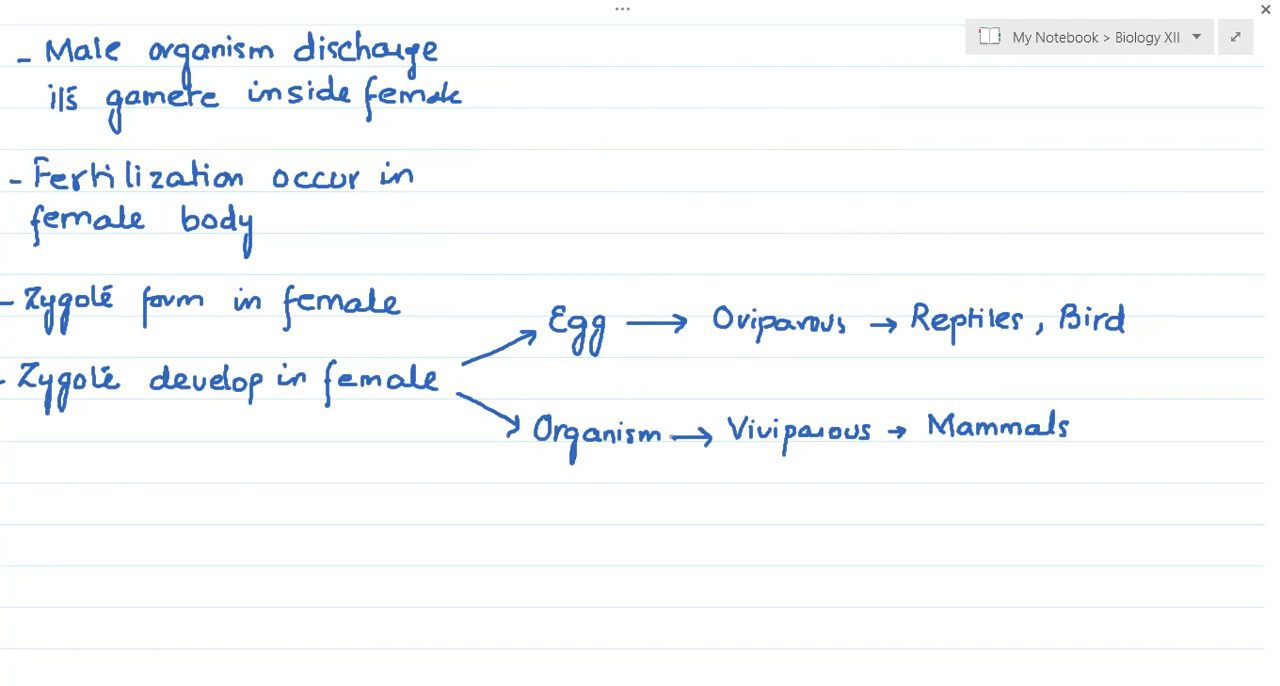 ...
My Notebook > Biology XII
- Male organism discharge
its gamete inside female
- Fertilization occur in
female body
- Zygote form in female
Egg → Oviparous → Reptiles, Bird
- Zygote develop in female
Organism → Viviparous → Mammals